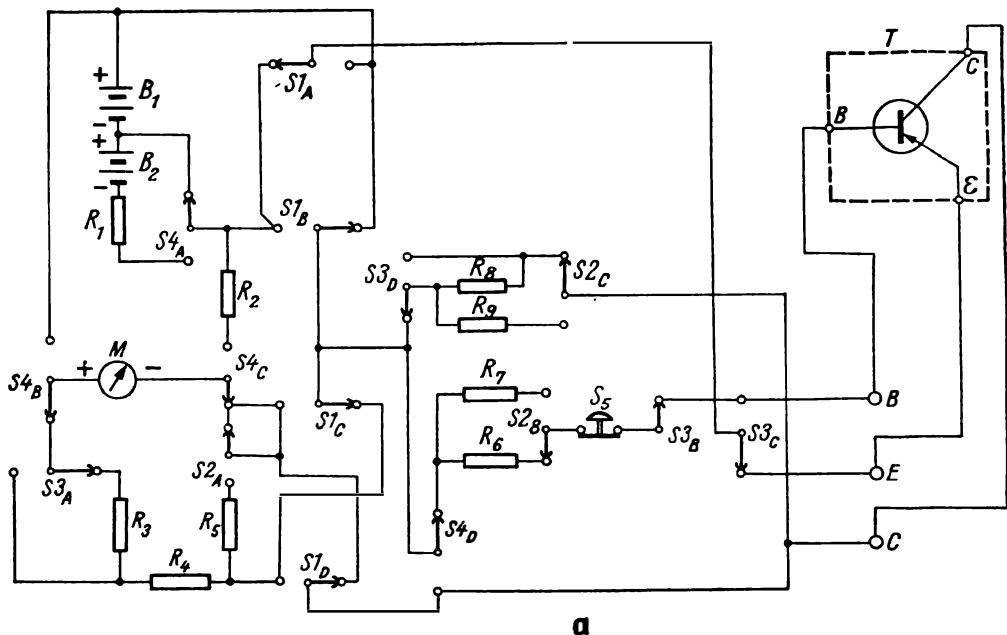 T
C
B
ε
+
B1
−
+
B2
−
R1
S4A
S1A
S1B
R2
S3D
R8
S2C
R9
+ M −
S4B
S4C
S1C
R7
S2B
S5
S3B
S3C
B
R6
E
S3A
S2A
R3
R5
S4D
R4
S1D
C
a